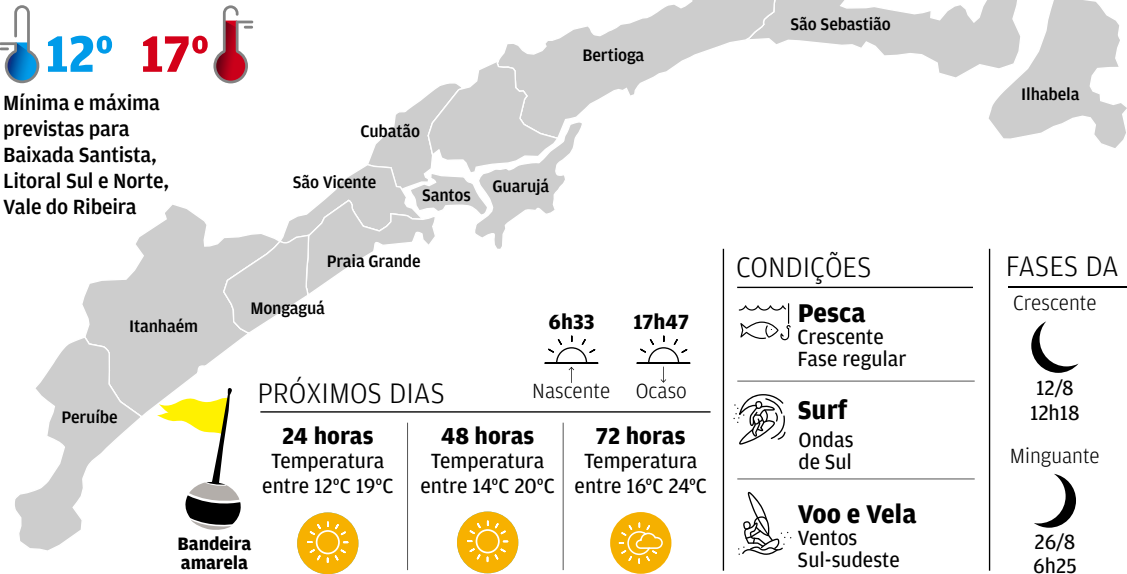 12º 17º
Mínima e máxima
previstas para
Baixada Santista,
Litoral Sul e Norte,
Vale do Ribeira
São Sebastião
Bertioga
Ilhabela
Cubatão
São Vicente
Santos
Guarujá
Praia Grande
Mongaguá
Itanhaém
Peruíbe
6h33
Nascente
17h47
Ocaso
PRÓXIMOS DIAS
24 horas
Temperatura
entre 12ºC 19ºC
48 horas
Temperatura
entre 14ºC 20ºC
72 horas
Temperatura
entre 16ºC 24ºC
Bandeira
amarela
CONDIÇÕES
Pesca
Crescente
Fase regular
Surf
Ondas
de Sul
Voo e Vela
Ventos
Sul-sudeste
FASES DA
Crescente
12/8
12h18
Minguante
26/8
6h25